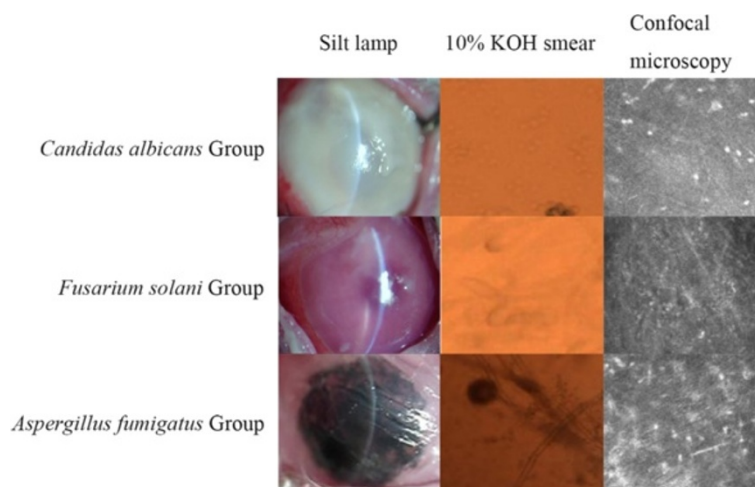 Silt lamp 10% KOH smear Confocal
microscopy
Candidas albicans Group
Fusarium solani Group
Aspergillus fumigatus Group